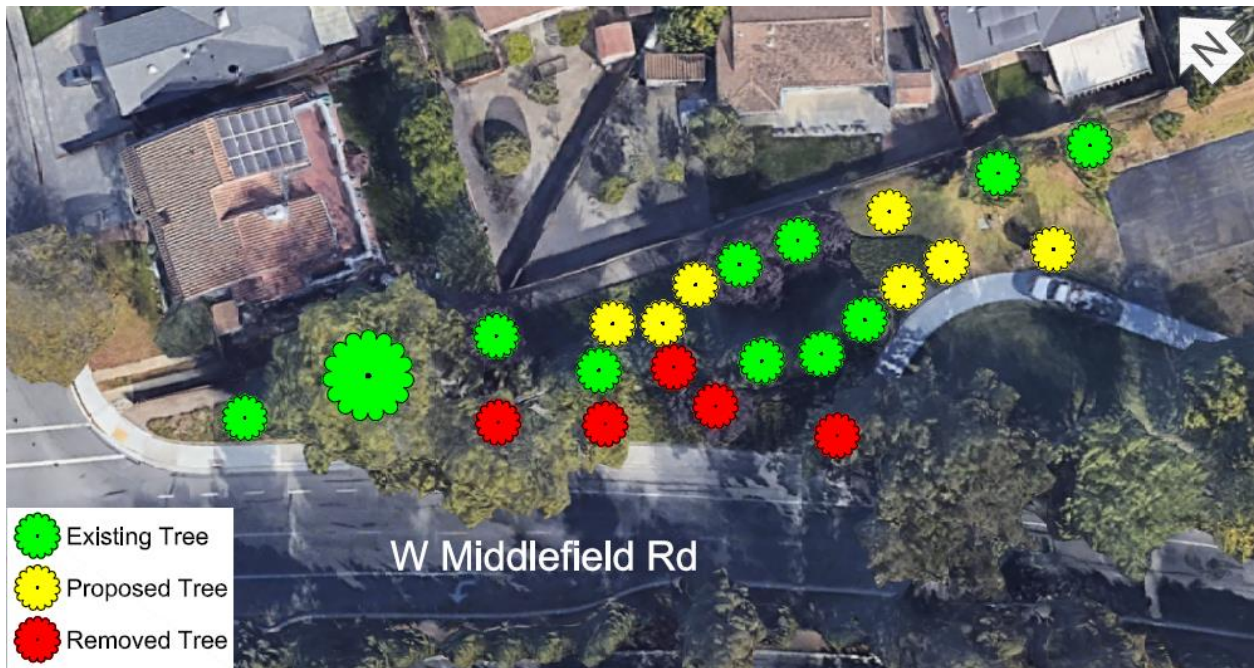 N
W Middlefield Rd
Existing Tree
Proposed Tree
Removed Tree